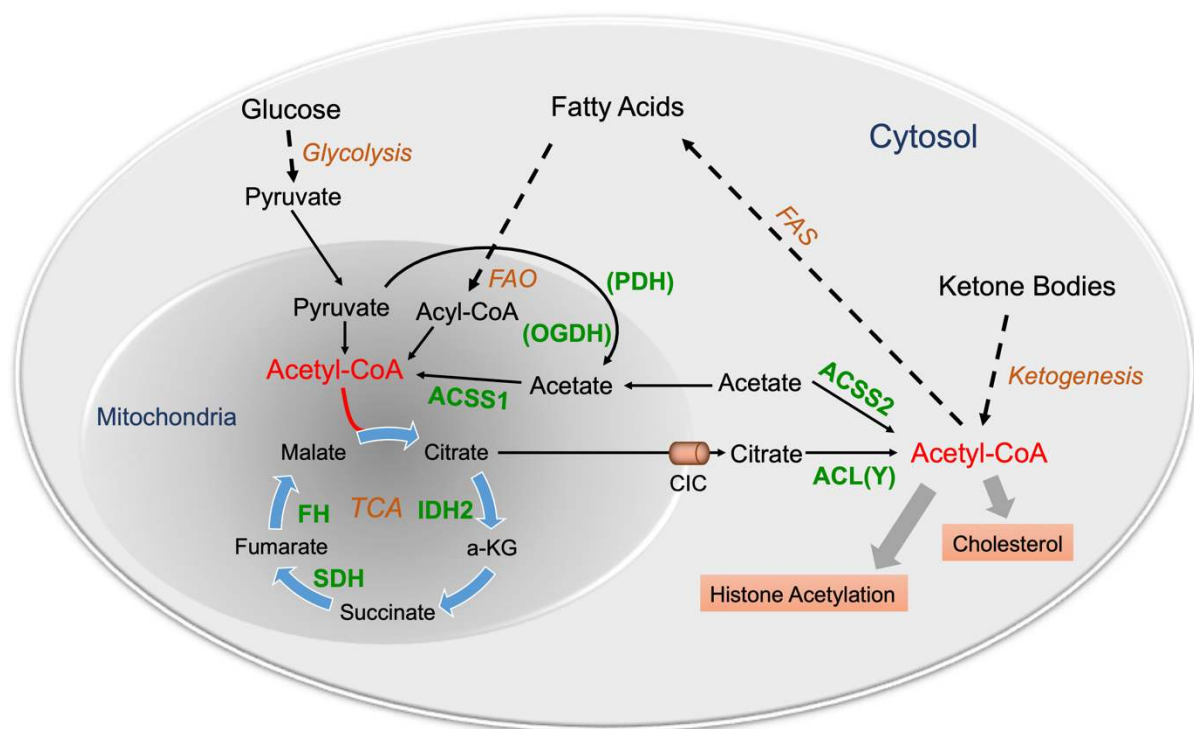 Glucose
Fatty Acids
Cytosol
Glycolysis
Pyruvate
FAS
FAO
(PDH)
Ketone Bodies
Pyruvate
Acyl-CoA
(OGDH)
Acetyl-CoA
ACSS1
Acetate
Acetate
ACSS2
Ketogenesis
Mitochondria
Malate
Citrate
CIC
Citrate
ACL(Y)
Acetyl-CoA
FH
TCA
IDH2
Fumarate
a-KG
SDH
Succinate
Cholesterol
Histone Acetylation